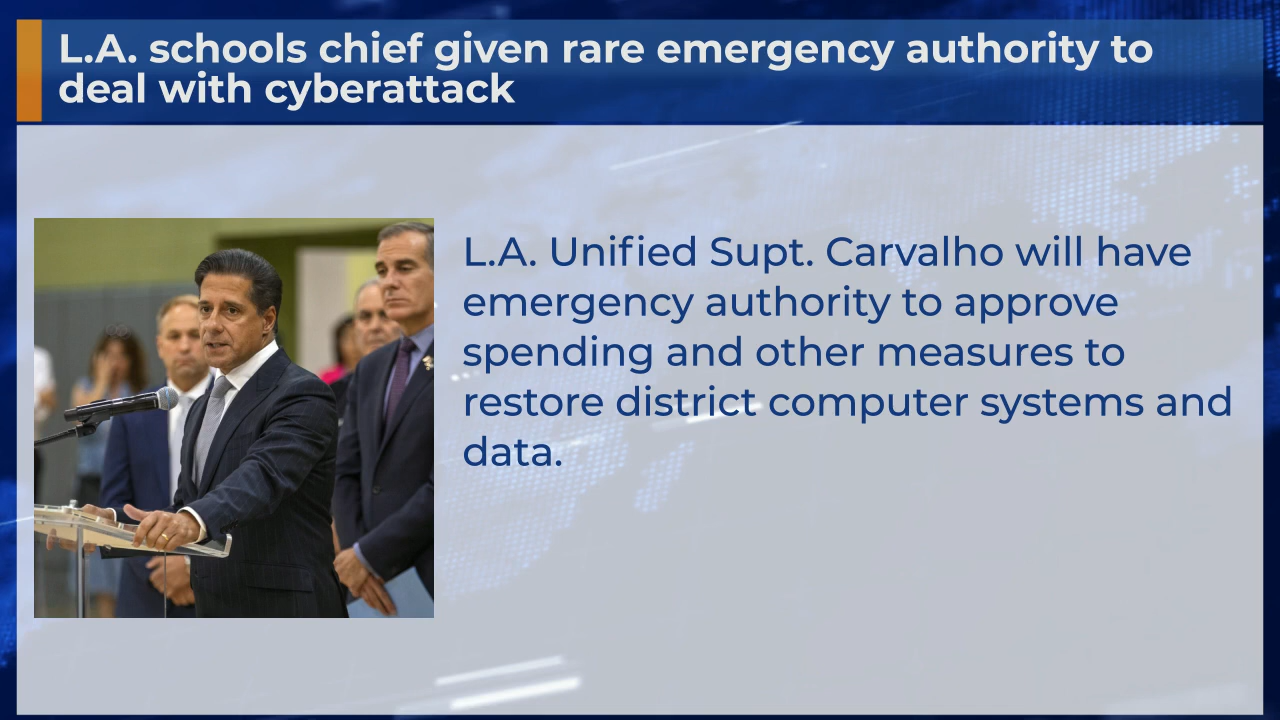 L.A. schools chief given rare emergency authority to
deal with cyberattack
L.A. Unified Supt. Carvalho will have
emergency authority to approve
spending and other measures to
restore district computer systems and
data.